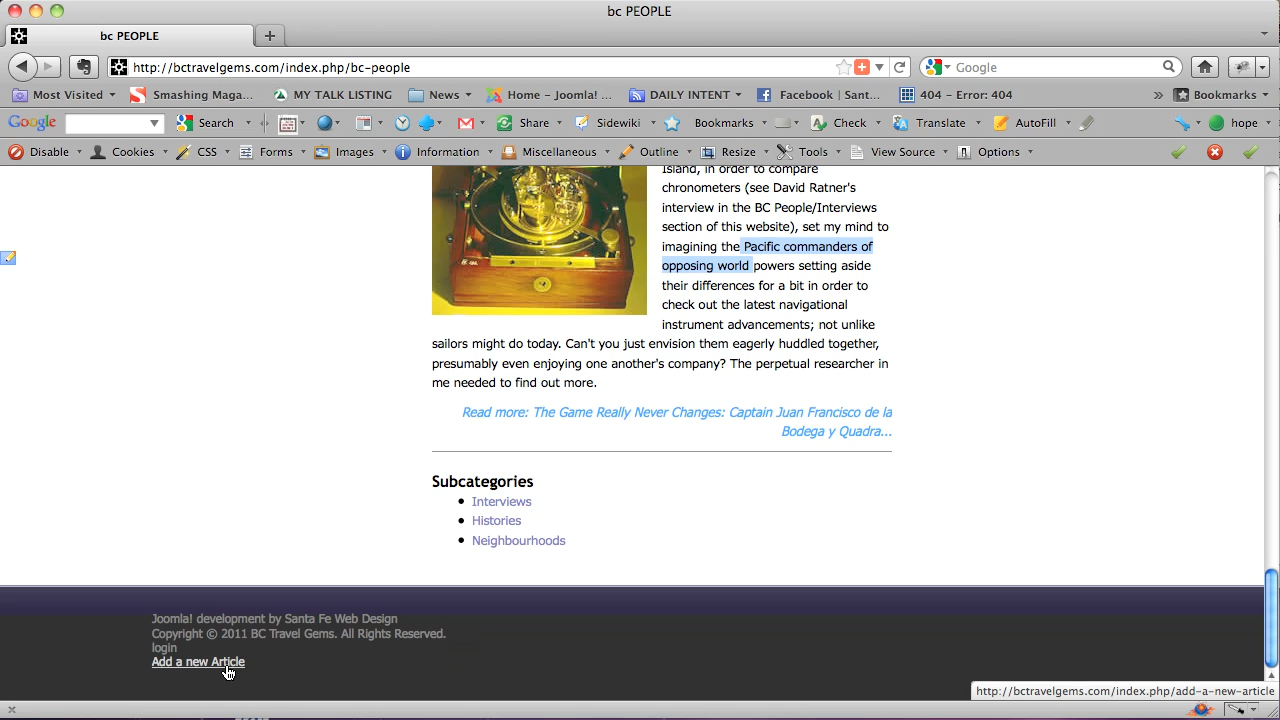 bc PEOPLE
bc PEOPLE
http://bctravelgems.com/index.php/bc-people
Google
Most Visited
Smashing Maga...
MY TALK LISTING
News
Home – Joomla! ...
DAILY INTENT
Facebook | Sant...
404 – Error: 404
»
Bookmarks
Google
Search
Share
Sidewiki
Bookmarks
Check
Translate
AutoFill
hope
Disable
Cookies
CSS
Forms
Images
Information
Miscellaneous
Outline
Resize
Tools
View Source
Options
Island, in order to compare
chronometers (see David Ratner's
interview in the BC People/Interviews
section of this website), set my mind to
imagining the Pacific commanders of
opposing world powers setting aside
their differences for a bit in order to
check out the latest navigational
instrument advancements; not unlike
sailors might do today. Can't you just envision them eagerly huddled together,
presumably even enjoying one another's company? The perpetual researcher in
me needed to find out more.
Read more: The Game Really Never Changes: Captain Juan Francisco de la
Bodega y Quadra...
Subcategories
• Interviews
• Histories
• Neighbourhoods
Joomla! development by Santa Fe Web Design
Copyright © 2011 BC Travel Gems. All Rights Reserved.
login
Add a new Article
http://bctravelgems.com/index.php/add-a-new-article